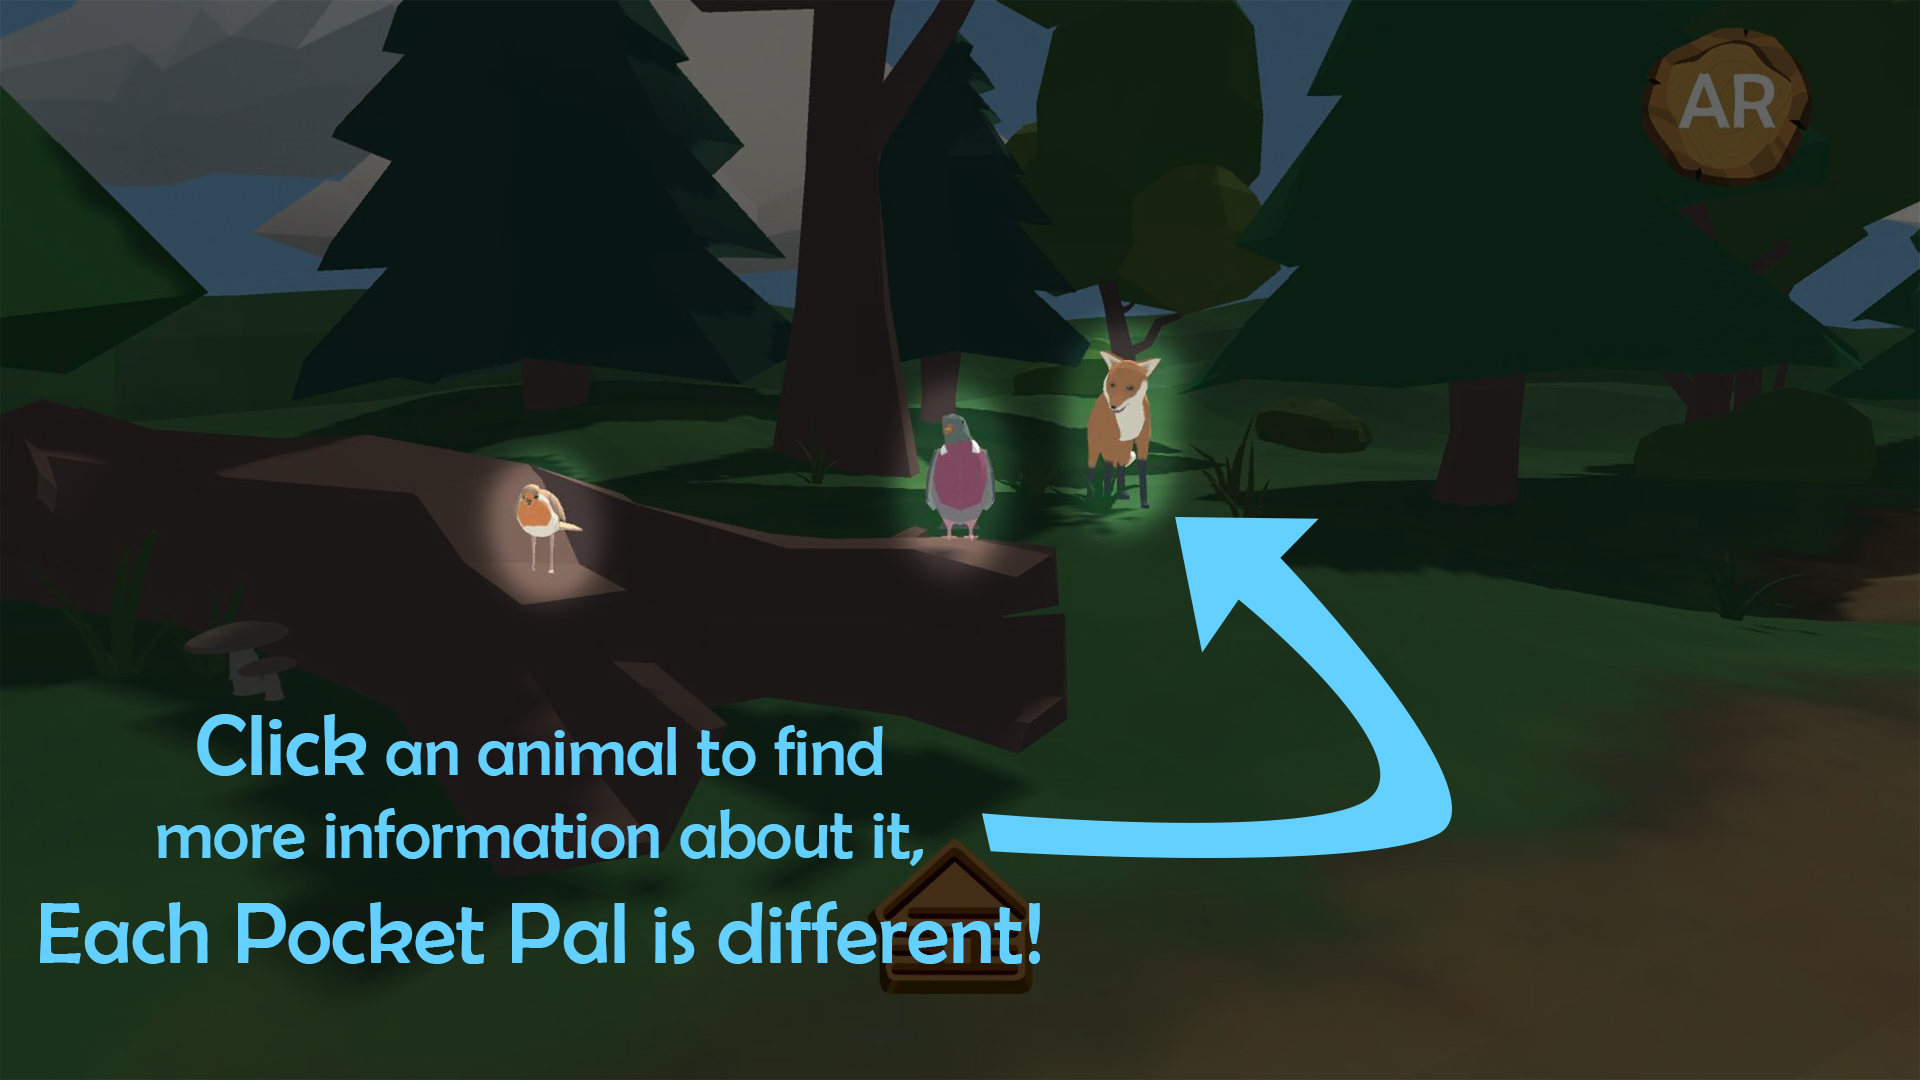 AR
Click an animal to find
more information about it,
Each Pocket Pal is different!